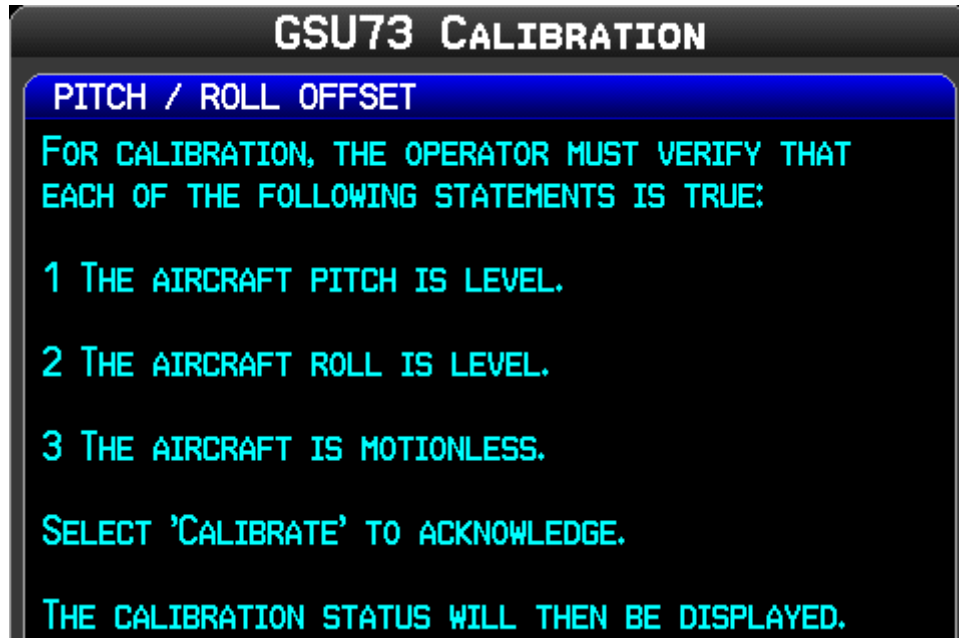 GSU73 CALIBRATION
PITCH / ROLL OFFSET
FOR CALIBRATION, THE OPERATOR MUST VERIFY THAT
EACH OF THE FOLLOWING STATEMENTS IS TRUE:
1 THE AIRCRAFT PITCH IS LEVEL.
2 THE AIRCRAFT ROLL IS LEVEL.
3 THE AIRCRAFT IS MOTIONLESS.
SELECT 'CALIBRATE' TO ACKNOWLEDGE.
THE CALIBRATION STATUS WILL THEN BE DISPLAYED.